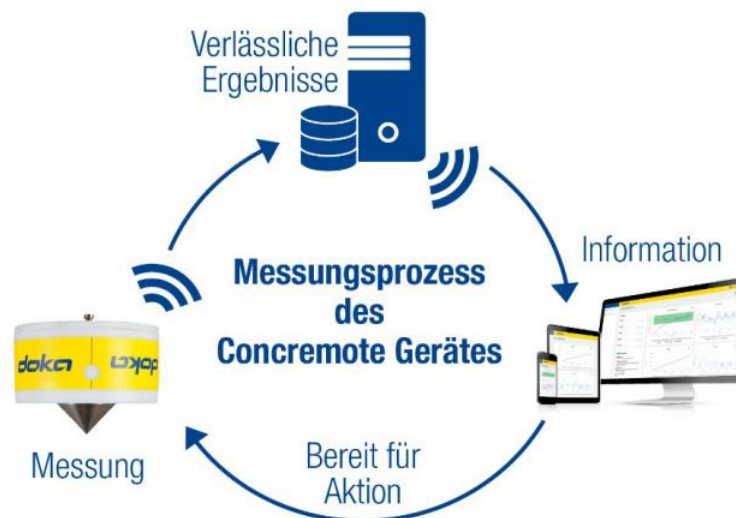 Verlässliche
Ergebnisse
Information
Messungsprozess
des
Concremote Gerätes
doka
doka
Messung
Bereit für
Aktion